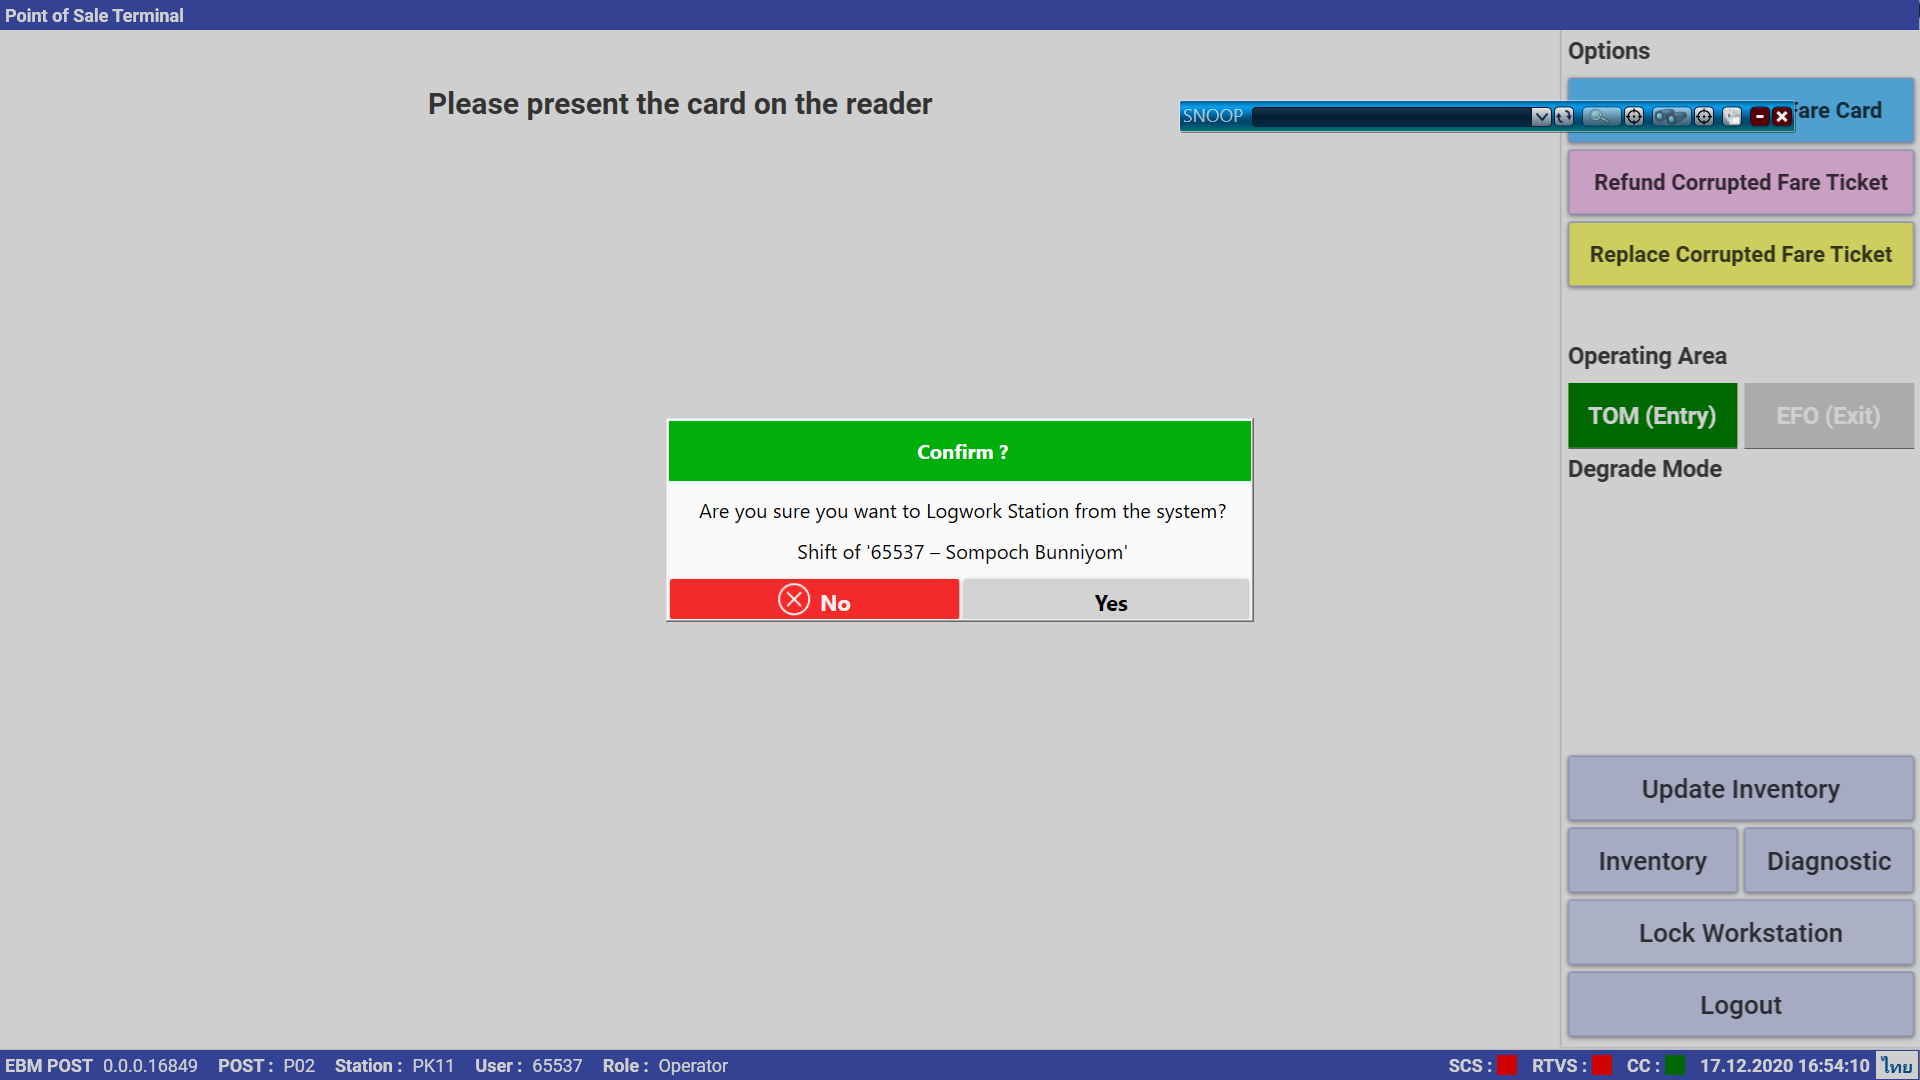 Point of Sale Terminal
Please present the card on the reader
SNOOP
Options
Fare Card
Refund Corrupted Fare Ticket
Replace Corrupted Fare Ticket
Operating Area
TOM (Entry)
EFO (Exit)
Degrade Mode
Confirm ?
Are you sure you want to Logwork Station from the system?
Shift of '65537 – Sompoch Bunniyom'
No
Yes
Update Inventory
Inventory
Diagnostic
Lock Workstation
Logout
EBM POST 0.0.0.16849 POST : P02 Station : PK11 User : 65537 Role : Operator SCS : RTVS : CC : 17.12.2020 16:54:10 ไทย